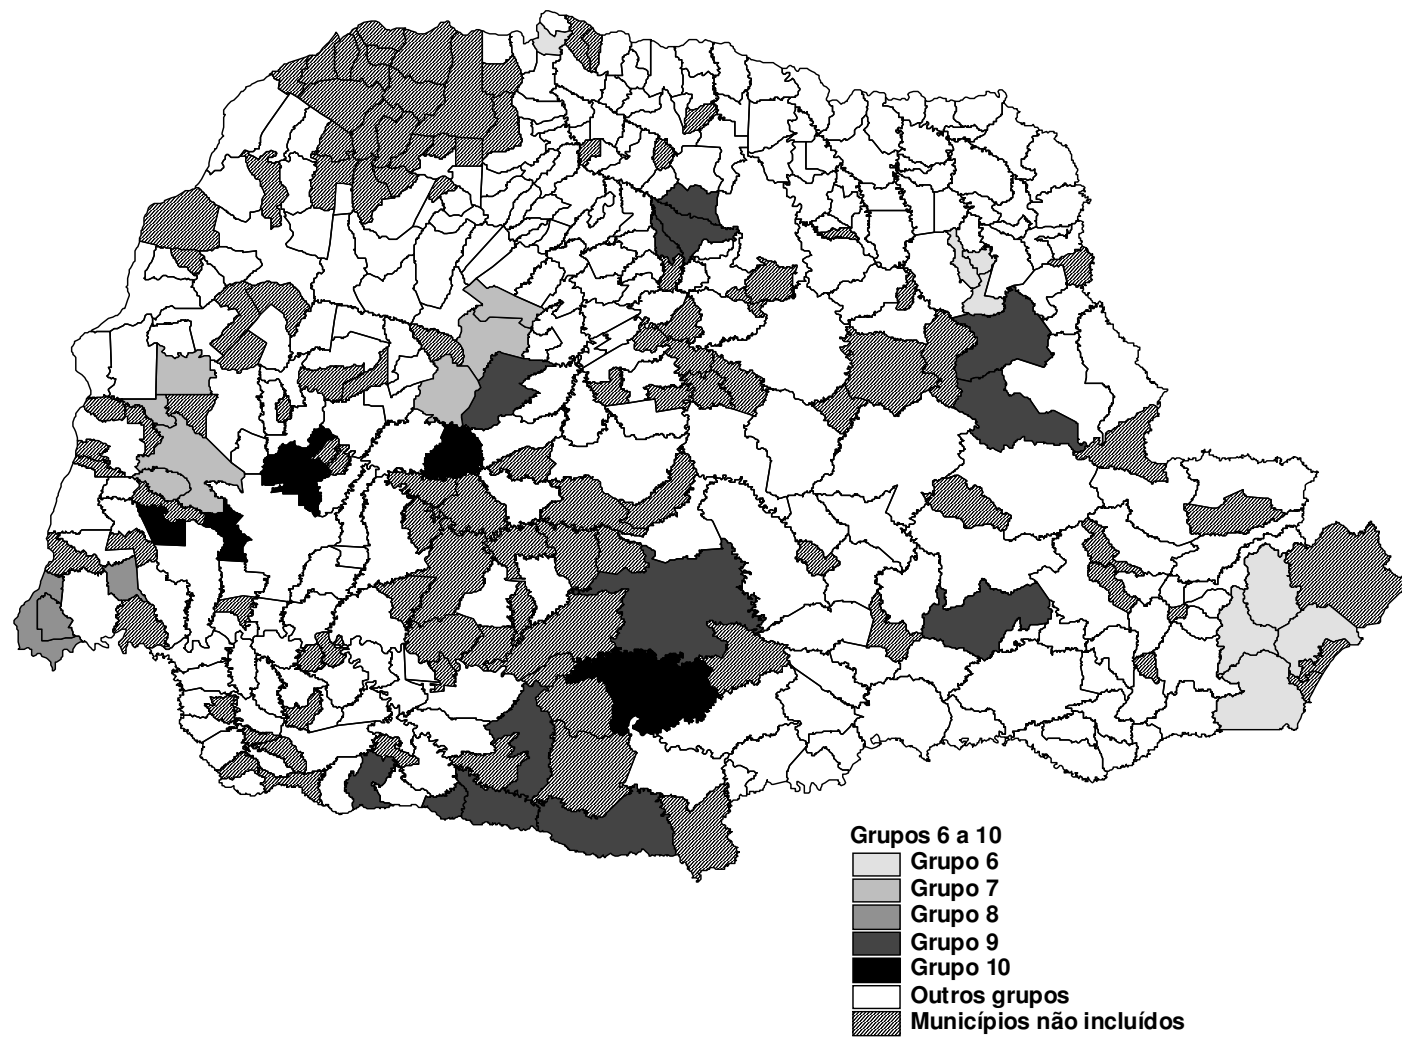 Grupos 6 a 10
Grupo 6
Grupo 7
Grupo 8
Grupo 9
Grupo 10
Outros grupos
Municípios não incluídos